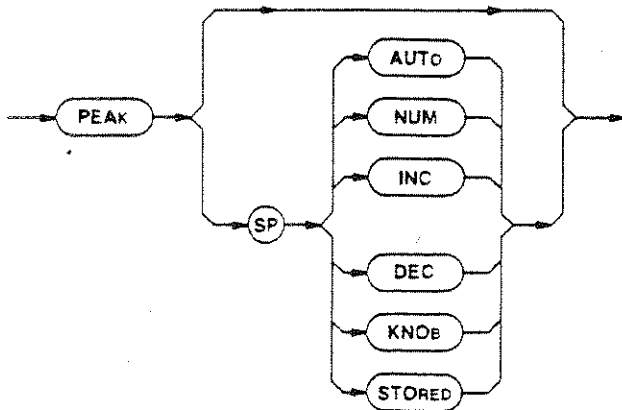 AUTO
PEAK
NUM
INC
SP
DEC
KNOB
STORED